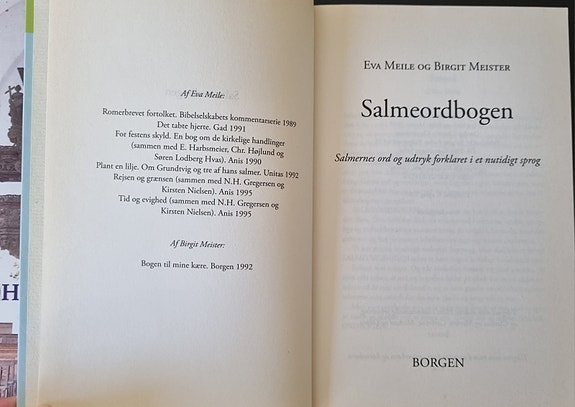 H
Af Eva Meile:
Romerbrevet fortolket. Bibelselskabets kommentarserie 1989
Det tabte hjerte. Gad 1991
For festens skyld. En bog om de kirkelige handlinger
(sammen med E. Harbsmeier, Chr. Højlund og
Søren Lodberg Hvas). Anis 1990
Plant en lilje. Om Grundtvig og tre af hans salmer. Unitas 1992
Rejsen og grænsen (sammen med N.H. Gregersen og
Kirsten Nielsen). Anis 1995
Tid og evighed (sammen med N.H. Gregersen og
Kirsten Nielsen). Anis 1995
Af Birgit Meister:
Bogen til mine kære. Borgen 1992
EVA MEILE OG BIRGIT MEISTER
Salmeordbogen
Salmernes ord og udtryk forklaret i et nutidigt sprog
BORGEN